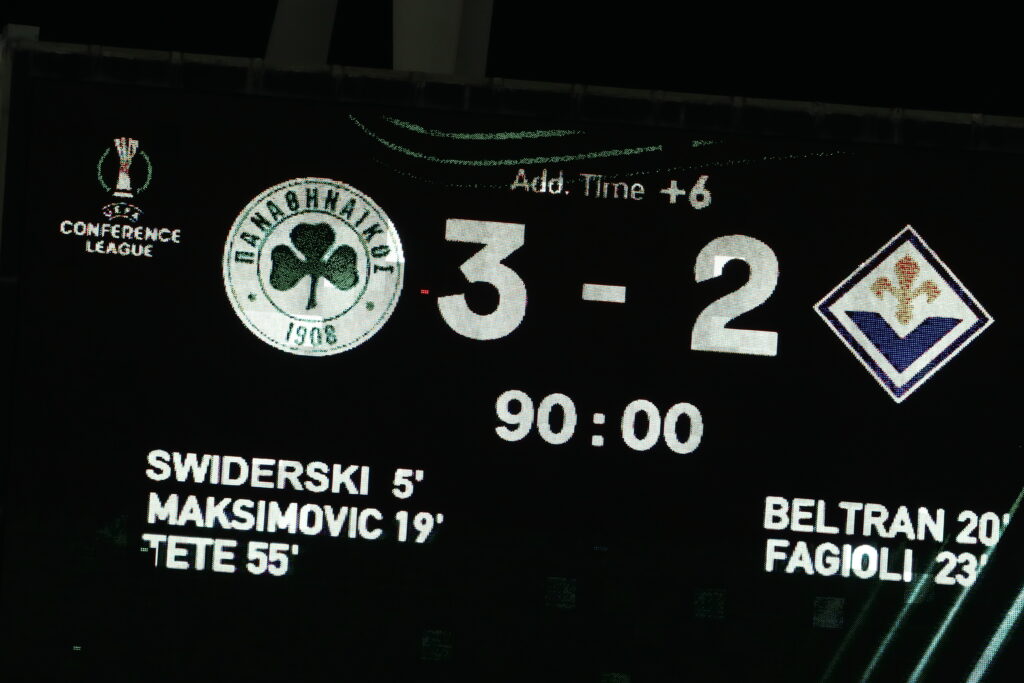 UEFA
CONFERENCE
LEAGUE
Add. Time +6
ΠΑΝΑΘΗΝΑΙΚΟΣ
1908
3 - 2
90:00
SWIDERSKI 5'
MAKSIMOVIC 19'
TETE 55'
BELTRAN 20'
FAGIOLI 23'